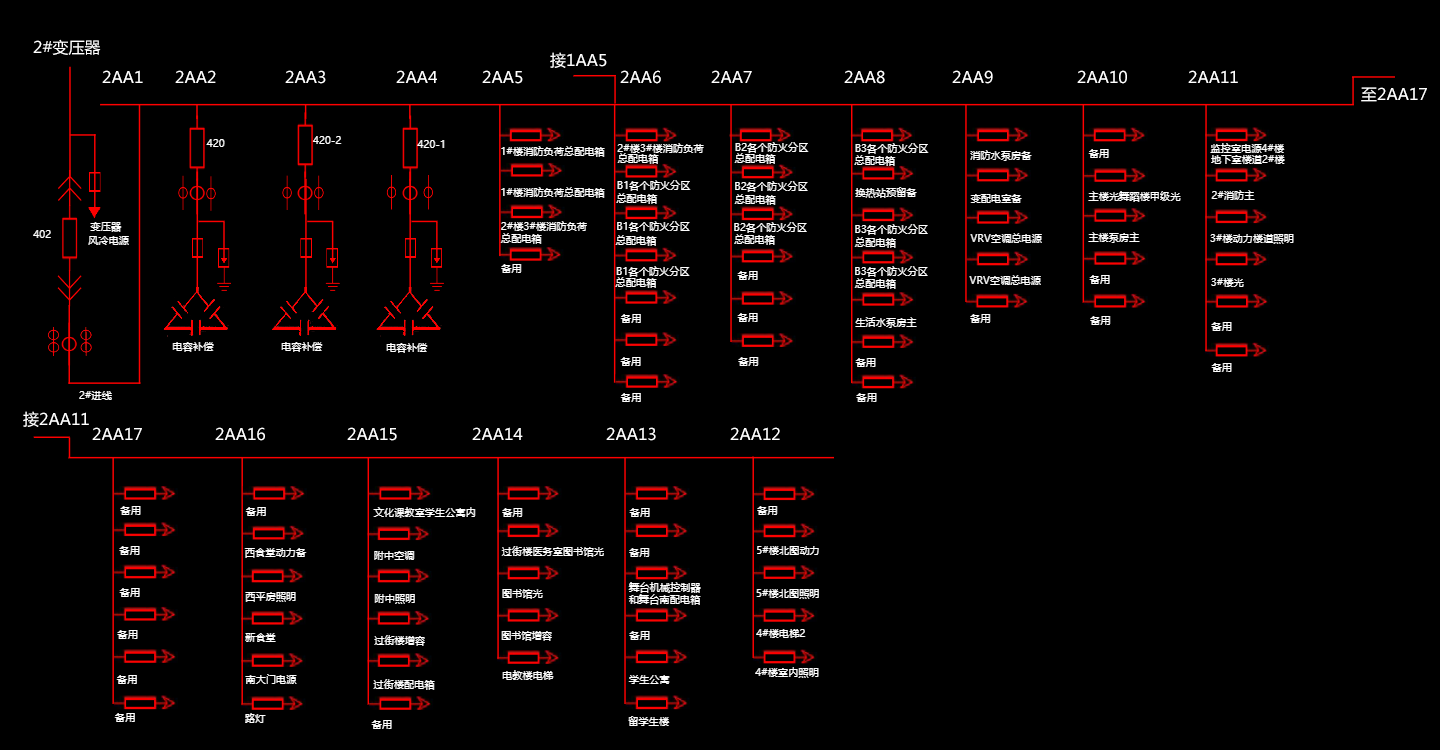 2#变压器
2AA1
2AA2
2AA3
2AA4
2AA5
接1AA5
2AA6
2AA7
2AA8
2AA9
2AA10
2AA11
至2AA17
402
变压器
风冷电源
2#进线
420
电容补偿
420-2
电容补偿
420-1
电容补偿
1#楼消防负荷总配电箱
1#楼消防负荷总配电箱
2#楼3#楼消防负荷
总配电箱
备用
2#楼3#楼消防负荷
总配电箱
B1各个防火分区
总配电箱
B1各个防火分区
总配电箱
B1各个防火分区
总配电箱
备用
备用
备用
B2各个防火分区
总配电箱
B2各个防火分区
总配电箱
B2各个防火分区
总配电箱
备用
备用
备用
B3各个防火分区
总配电箱
换热站预留备
B3各个防火分区
总配电箱
B3各个防火分区
总配电箱
生活水泵房主
备用
备用
消防水泵房备
变配电室备
VRV空调总电源
VRV空调总电源
备用
备用
主楼光舞蹈楼甲级光
主楼泵房主
备用
备用
监控室电源4#楼
地下室楼道2#楼
2#消防主
3#楼动力楼道照明
3#楼光
备用
备用
接2AA11
2AA17
2AA16
2AA15
2AA14
2AA13
2AA12
备用
备用
备用
备用
备用
备用
备用
西食堂动力备
西平房照明
新食堂
南大门电源
路灯
文化课教室学生公寓内
附中空调
附中照明
过街楼增容
过街楼配电箱
备用
备用
过街楼医务室图书馆光
图书馆光
图书馆增容
电教楼电梯
备用
备用
舞台机械控制器
和舞台南配电箱
备用
学生公寓
留学生楼
备用
5#楼北图动力
5#楼北图照明
4#楼电梯2
4#楼室内照明